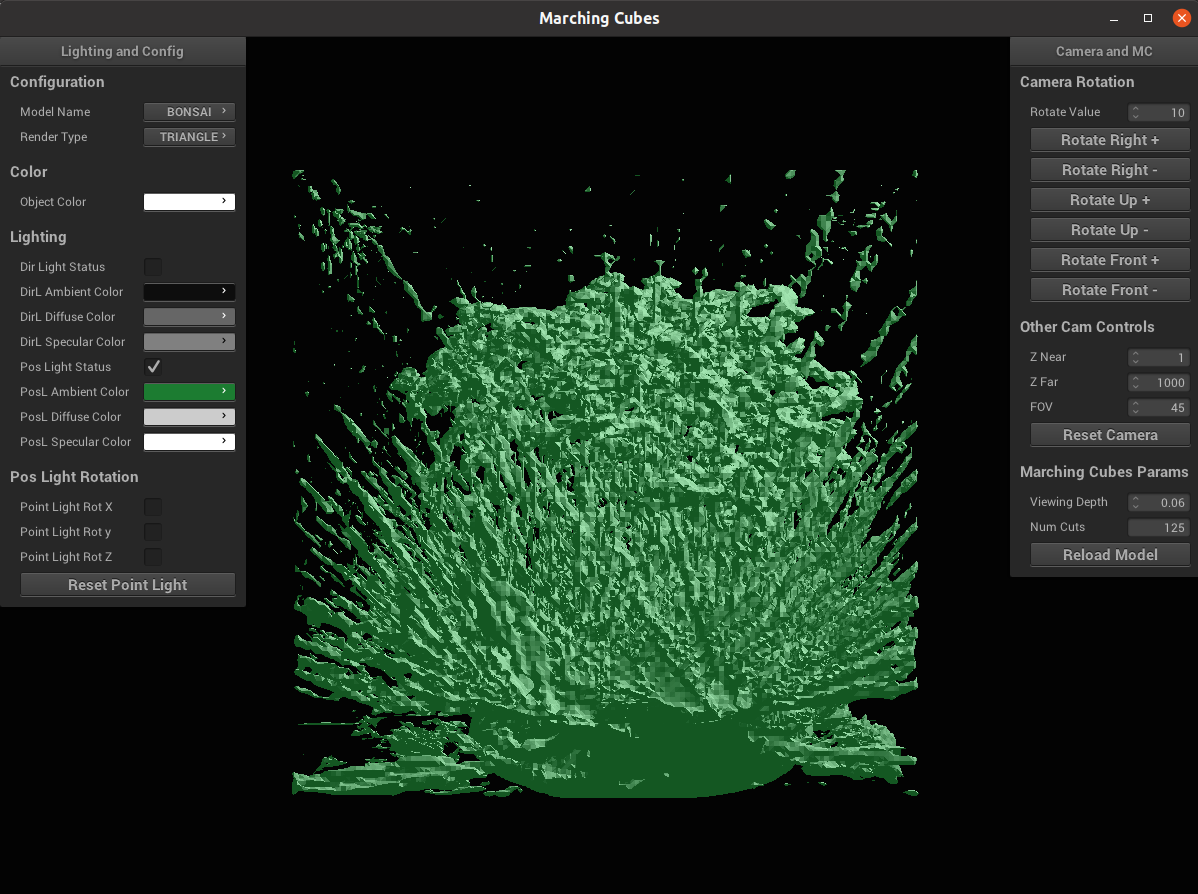 Marching Cubes
Lighting and Config
Configuration
Model Name BONSAI
Render Type TRIANGLE
Color
Object Color
Lighting
Dir Light Status
DirL Ambient Color
DirL Diffuse Color
DirL Specular Color
Pos Light Status
PosL Ambient Color
PosL Diffuse Color
PosL Specular Color
Pos Light Rotation
Point Light Rot X
Point Light Rot y
Point Light Rot Z
Reset Point Light
Camera and MC
Camera Rotation
Rotate Value 10
Rotate Right +
Rotate Right -
Rotate Up +
Rotate Up -
Rotate Front +
Rotate Front -
Other Cam Controls
Z Near 1
Z Far 1000
FOV 45
Reset Camera
Marching Cubes Params
Viewing Depth 0.06
Num Cuts 125
Reload Model